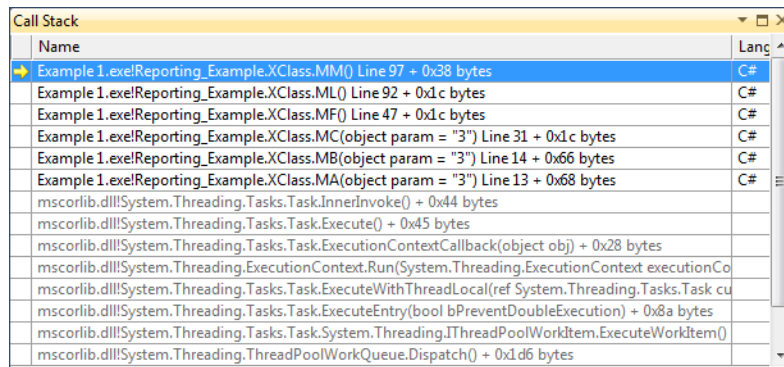 Call Stack
Name Lang
Example 1.exe!Reporting_Example.XClass.MM() Line 97 + 0x38 bytes C#
Example 1.exe!Reporting_Example.XClass.ML() Line 92 + 0x1c bytes C#
Example 1.exe!Reporting_Example.XClass.MF() Line 47 + 0x1c bytes C#
Example 1.exe!Reporting_Example.XClass.MC(object param = "3") Line 31 + 0x1c bytes C#
Example 1.exe!Reporting_Example.XClass.MB(object param = "3") Line 14 + 0x66 bytes C#
Example 1.exe!Reporting_Example.XClass.MA(object param = "3") Line 13 + 0x68 bytes C#
mscorlib.dll!System.Threading.Tasks.Task.InnerInvoke() + 0x44 bytes
mscorlib.dll!System.Threading.Tasks.Task.Execute() + 0x45 bytes
mscorlib.dll!System.Threading.Tasks.Task.ExecutionContextCallback(object obj) + 0x28 bytes
mscorlib.dll!System.Threading.ExecutionContext.Run(System.Threading.ExecutionContext executionCo
mscorlib.dll!System.Threading.Tasks.Task.ExecuteWithThreadLocal(ref System.Threading.Tasks.Task cu
mscorlib.dll!System.Threading.Tasks.Task.ExecuteEntry(bool bPreventDoubleExecution) + 0x8a bytes
mscorlib.dll!System.Threading.Tasks.Task.System.Threading.IThreadPoolWorkItem.ExecuteWorkItem()
mscorlib.dll!System.Threading.ThreadPoolWorkQueue.Dispatch() + 0x1d6 bytes